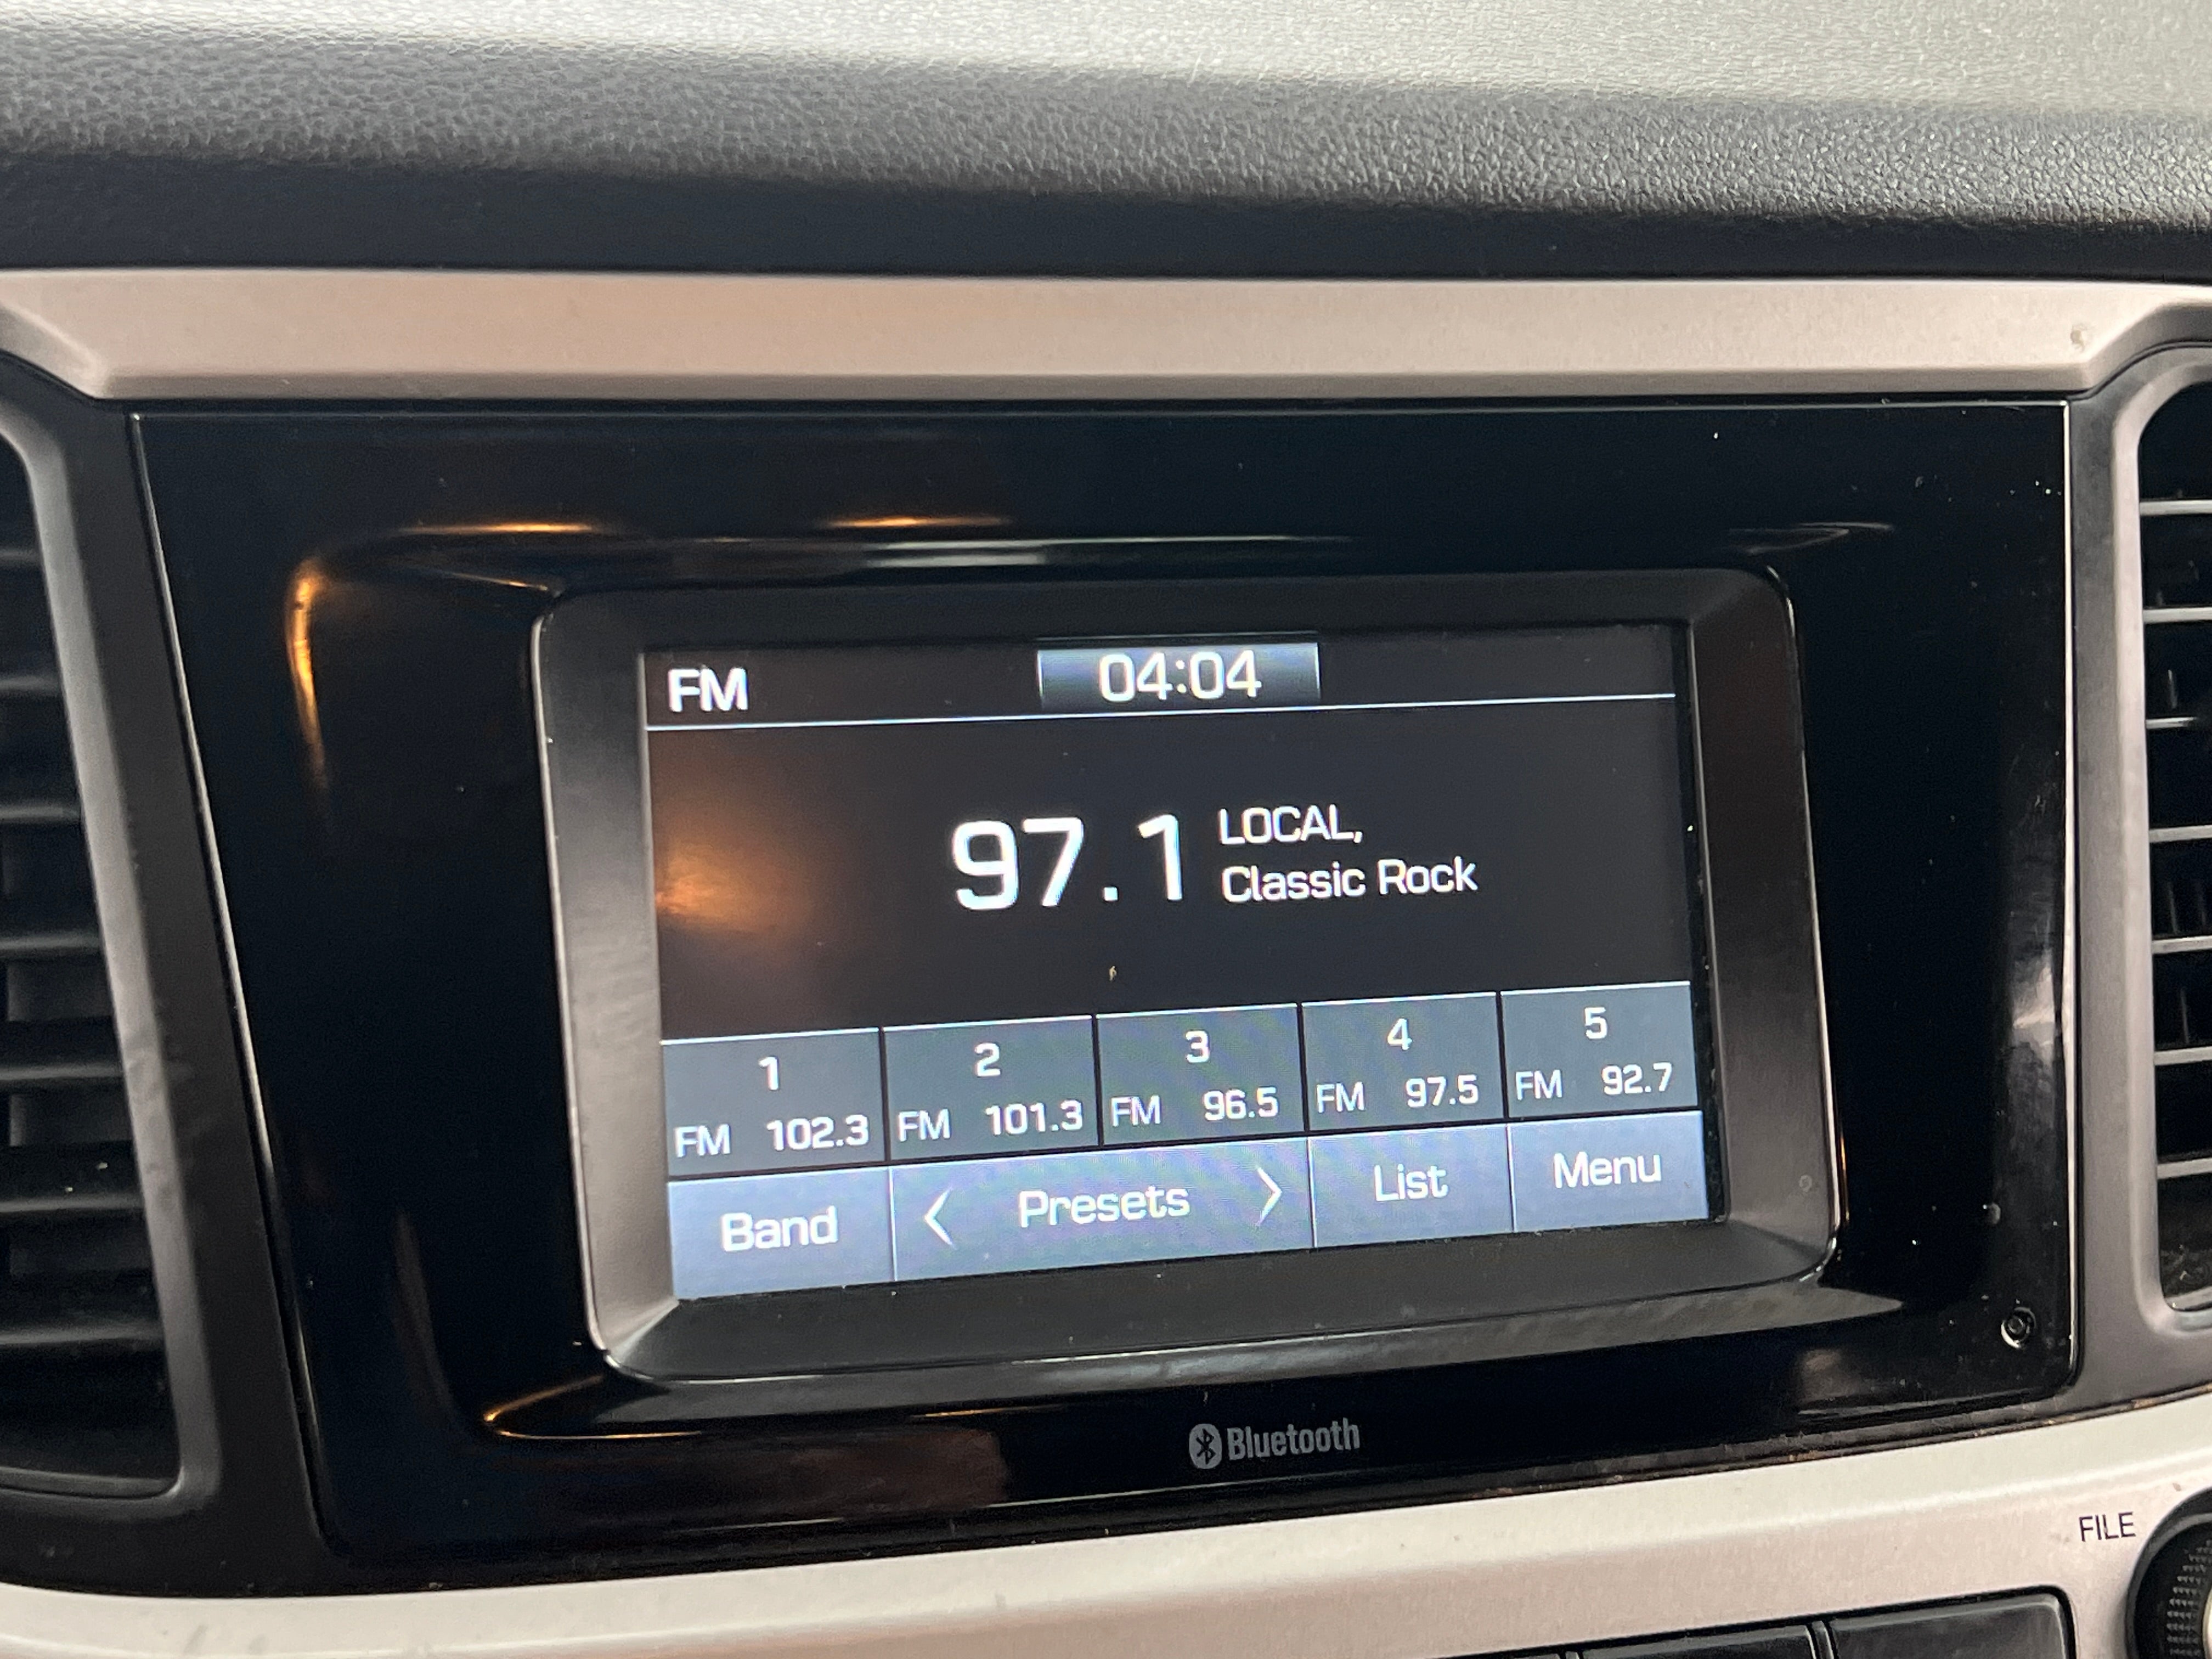 FM 04:04
97.1 LOCAL,
Classic Rock
1 2 3 4 5
FM 102.3 FM 101.3 FM 96.5 FM 97.5 FM 92.7
Band < Presets > List Menu
Bluetooth
FILE